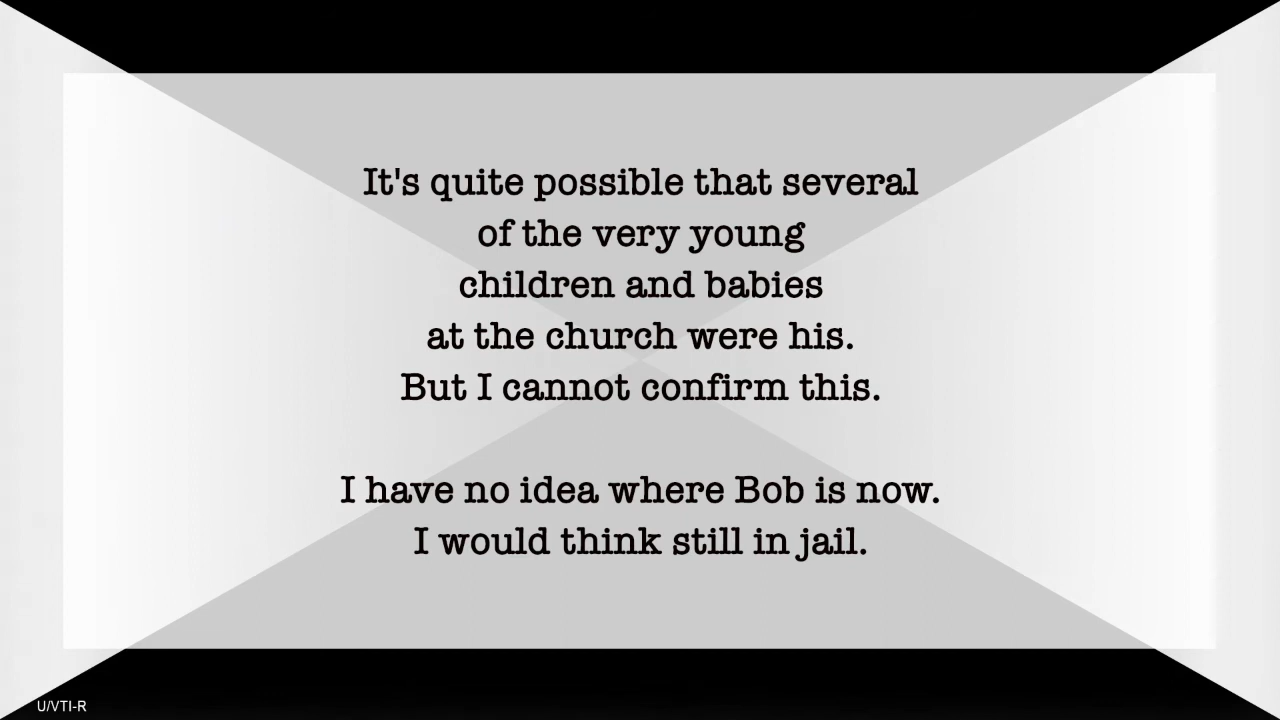 It's quite possible that several
of the very young
children and babies
at the church were his.
But I cannot confirm this.
I have no idea where Bob is now.
I would think still in jail.
U/VTI-R